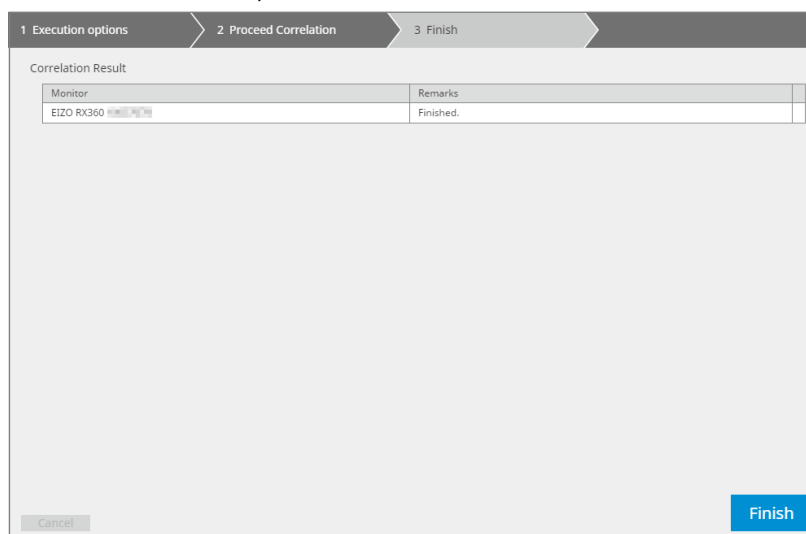 1 Execution options 2 Proceed Correlation 3 Finish
Correlation Result
Monitor Remarks
EIZO RX360 Finished.
Finish
Cancel